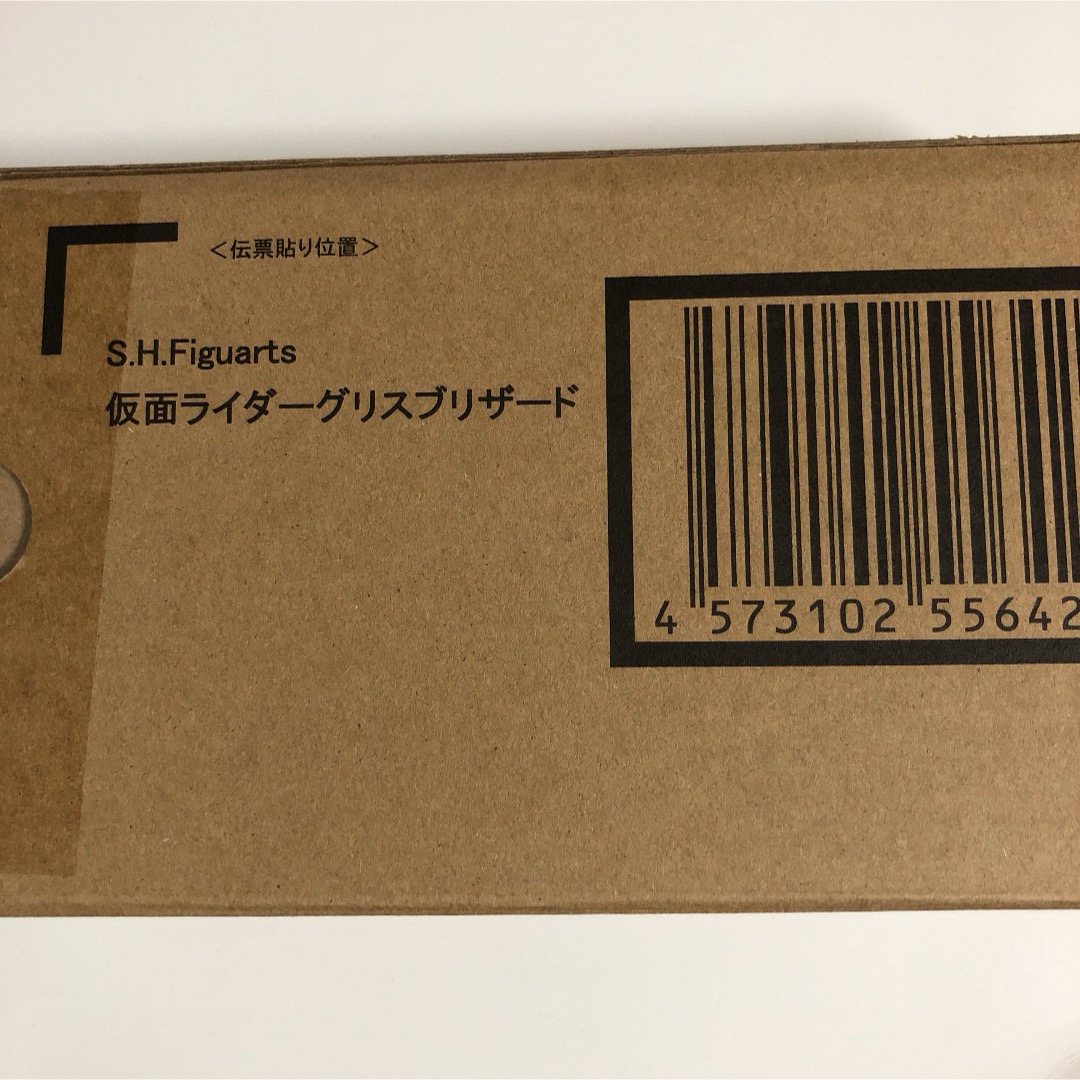 <伝票貼り位置>
S.H.Figuarts
仮面ライダーグリスブリザード
4 573102 55642